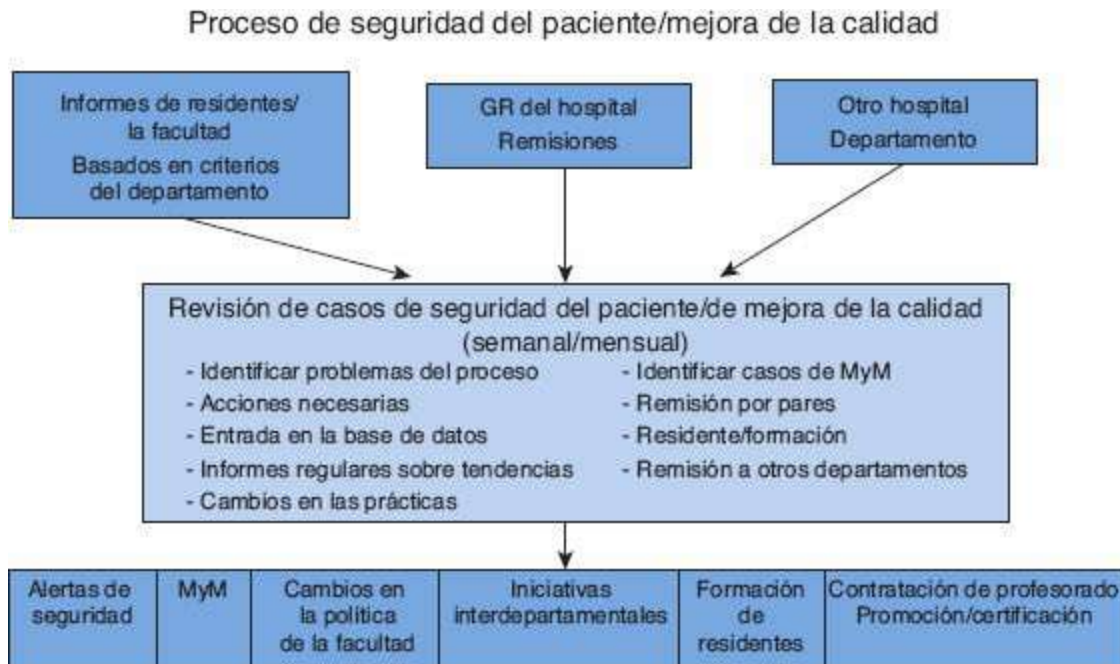 Proceso de seguridad del paciente/mejora de la calidad
Informes de residentes/
la facultad
Basados en criterios
del departamento
GR del hospital
Remisiones
Otro hospital
Departamento
Revisión de casos de seguridad del paciente/de mejora de la calidad
(semanal/mensual)
- Identificar problemas del proceso
- Acciones necesarias
- Entrada en la base de datos
- Informes regulares sobre tendencias
- Cambios en las prácticas
- Identificar casos de MyM
- Remisión por pares
- Residente/formación
- Remisión a otros departamentos
Alertas de
seguridad
MyM
Cambios en
la política
de la facultad
Iniciativas
interdepartamentales
Formación
de
residentes
Contratación de profesorado
Promoción/certificación